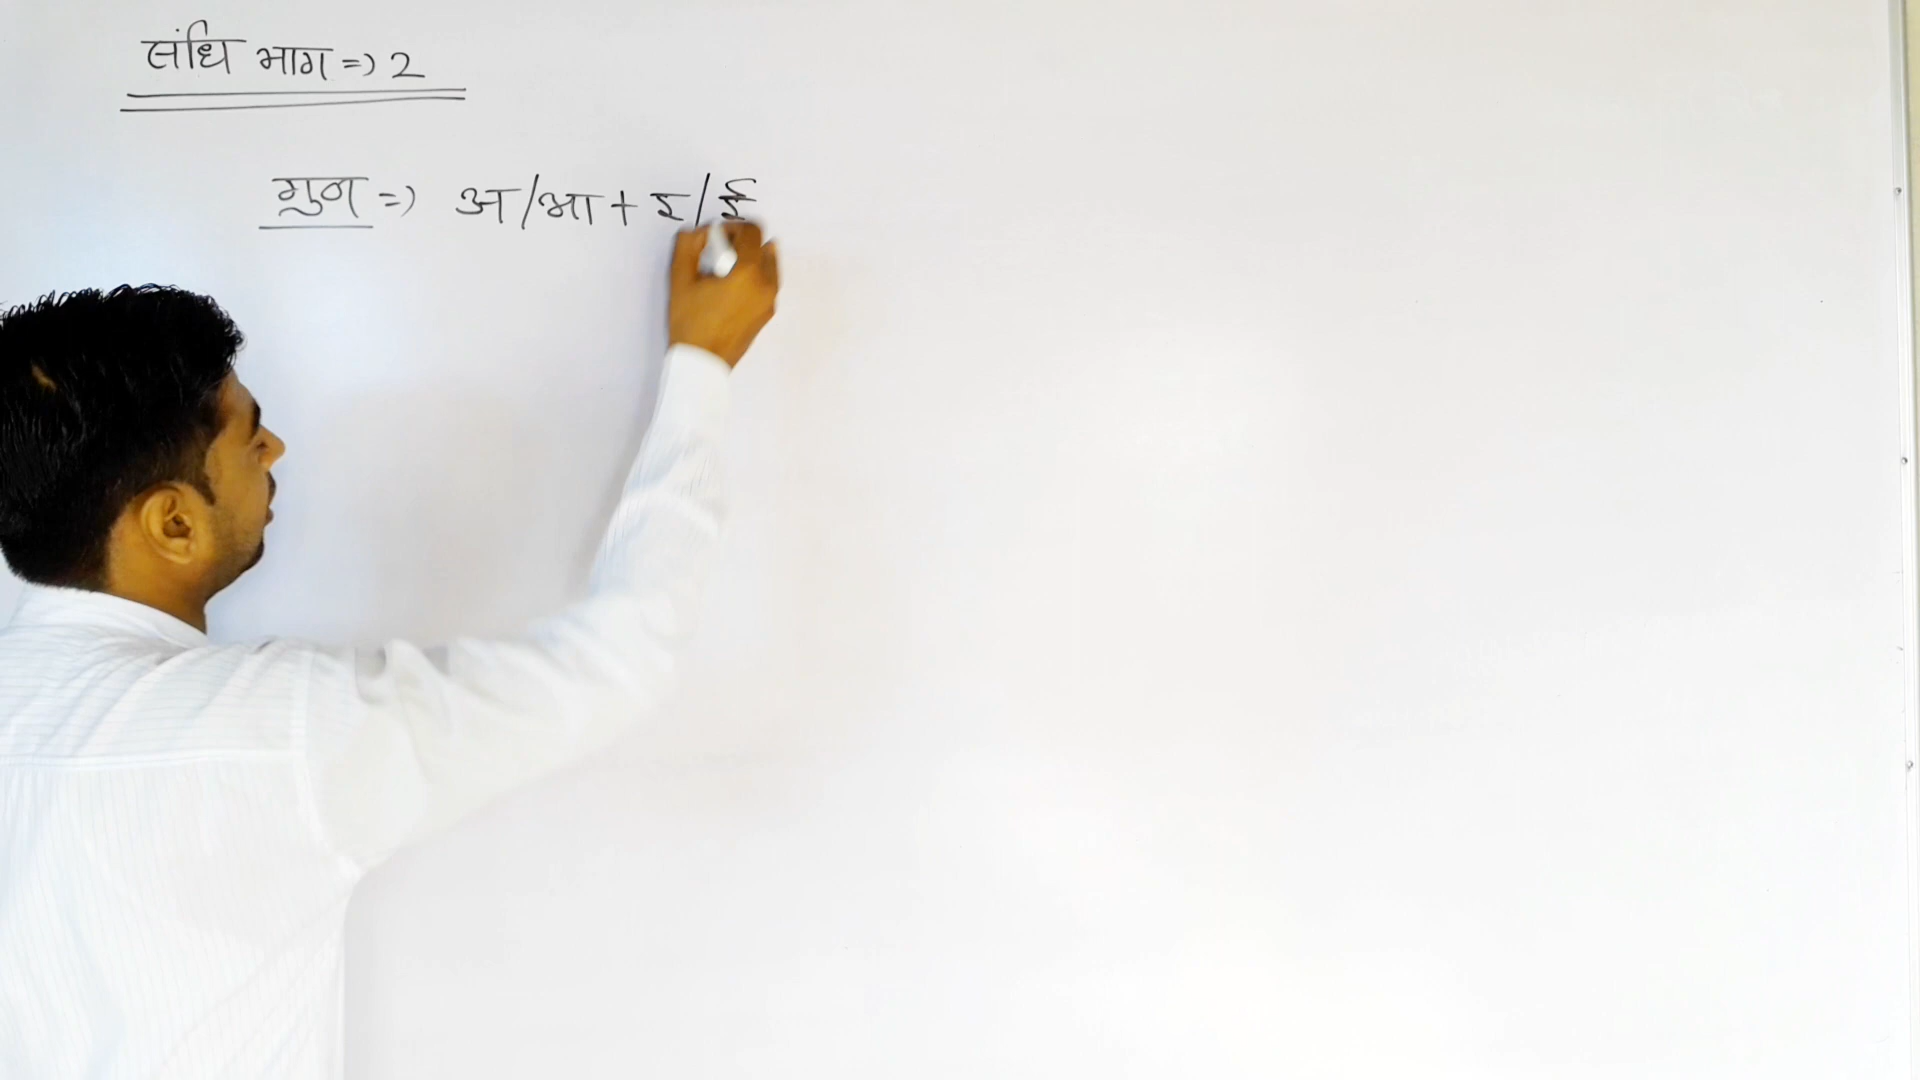 संधि भाग => 2
गुण => अ/आ + इ/ई